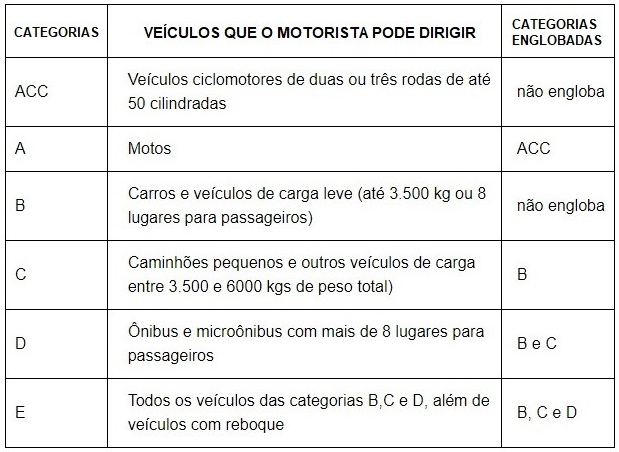 CATEGORIAS VEÍCULOS QUE O MOTORISTA PODE DIRIGIR CATEGORIAS
ENGLOBADAS
ACC
Veículos ciclomotores de duas ou três rodas de até
50 cilindradas
não engloba
A Motos ACC
B
Carros e veículos de carga leve (até 3.500 kg ou 8
lugares para passageiros)
não engloba
C
Caminhões pequenos e outros veículos de carga
entre 3.500 e 6000 kgs de peso total)
B
D
Ônibus e microônibus com mais de 8 lugares para
passageiros
B e C
E
Todos os veículos das categorias B,C e D, além de
veículos com reboque
B, C e D